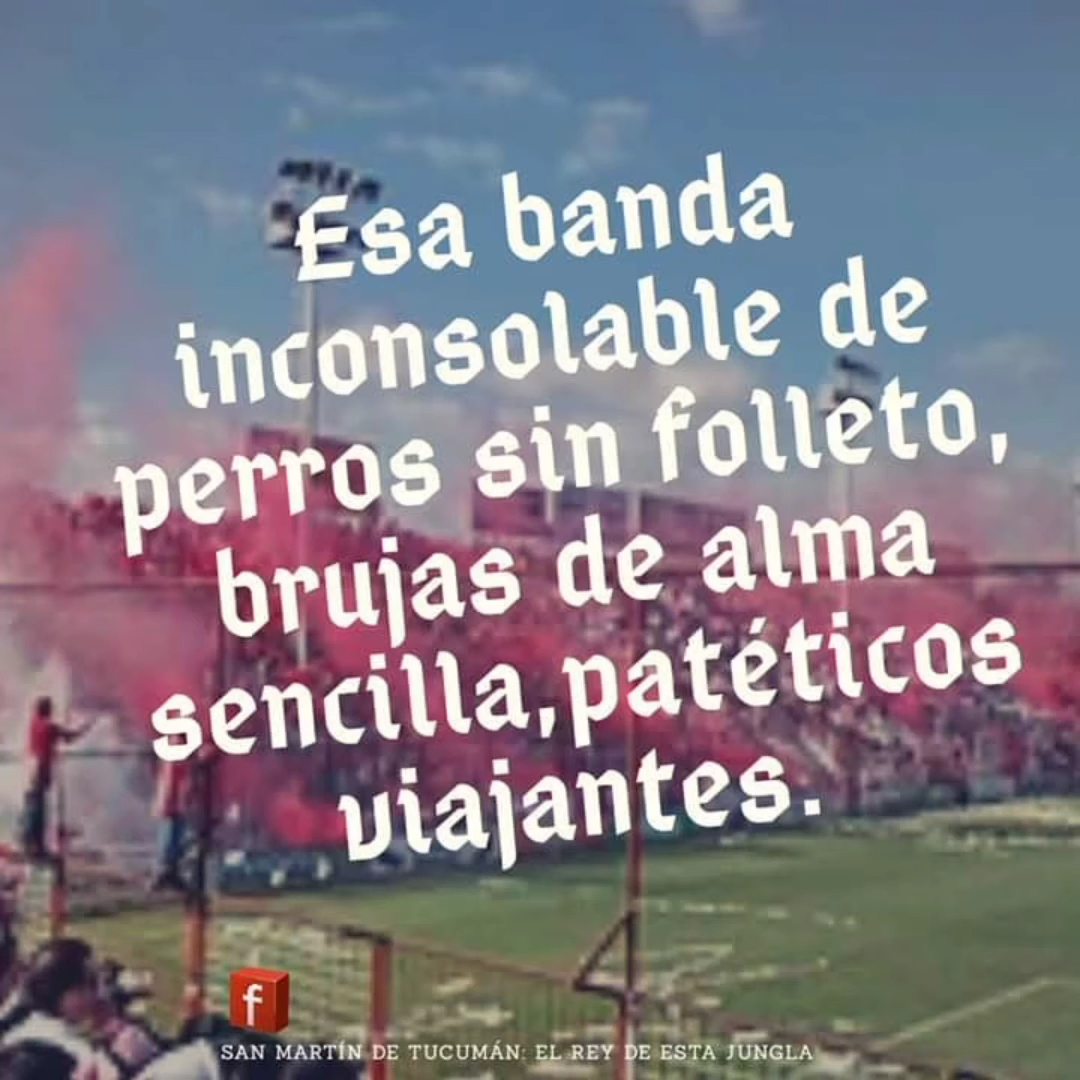 Esa banda
inconsolable de
perros sin folleto,
brujas de alma
sencilla,patéticos
viajantes.
f
SAN MARTÍN DE TUCUMÁN: EL REY DE ESTA JUNGLA